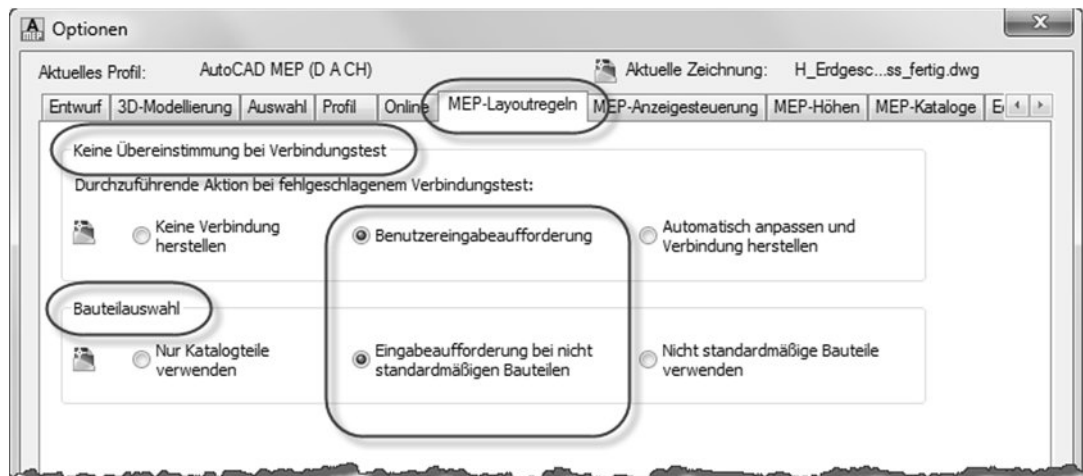 A
MEP
Optionen
Aktuelles Profil: AutoCAD MEP (D A CH) Aktuelle Zeichnung: H_Erdgesc...ss_fertig.dwg
Entwurf 3D-Modellierung Auswahl Profil Online MEP-Layoutregeln MEP-Anzeigesteuerung MEP-Höhen MEP-Kataloge
Keine Übereinstimmung bei Verbindungstest
Durchzuführende Aktion bei fehlgeschlagenem Verbindungstest:
Keine Verbindung
herstellen
Benutzereingabeaufforderung
Automatisch anpassen und
Verbindung herstellen
Bauteilauswahl
Nur Katalogteile
verwenden
Eingabeaufforderung bei nicht
standardmäßigen Bauteilen
Nicht standardmäßige Bauteile
verwenden